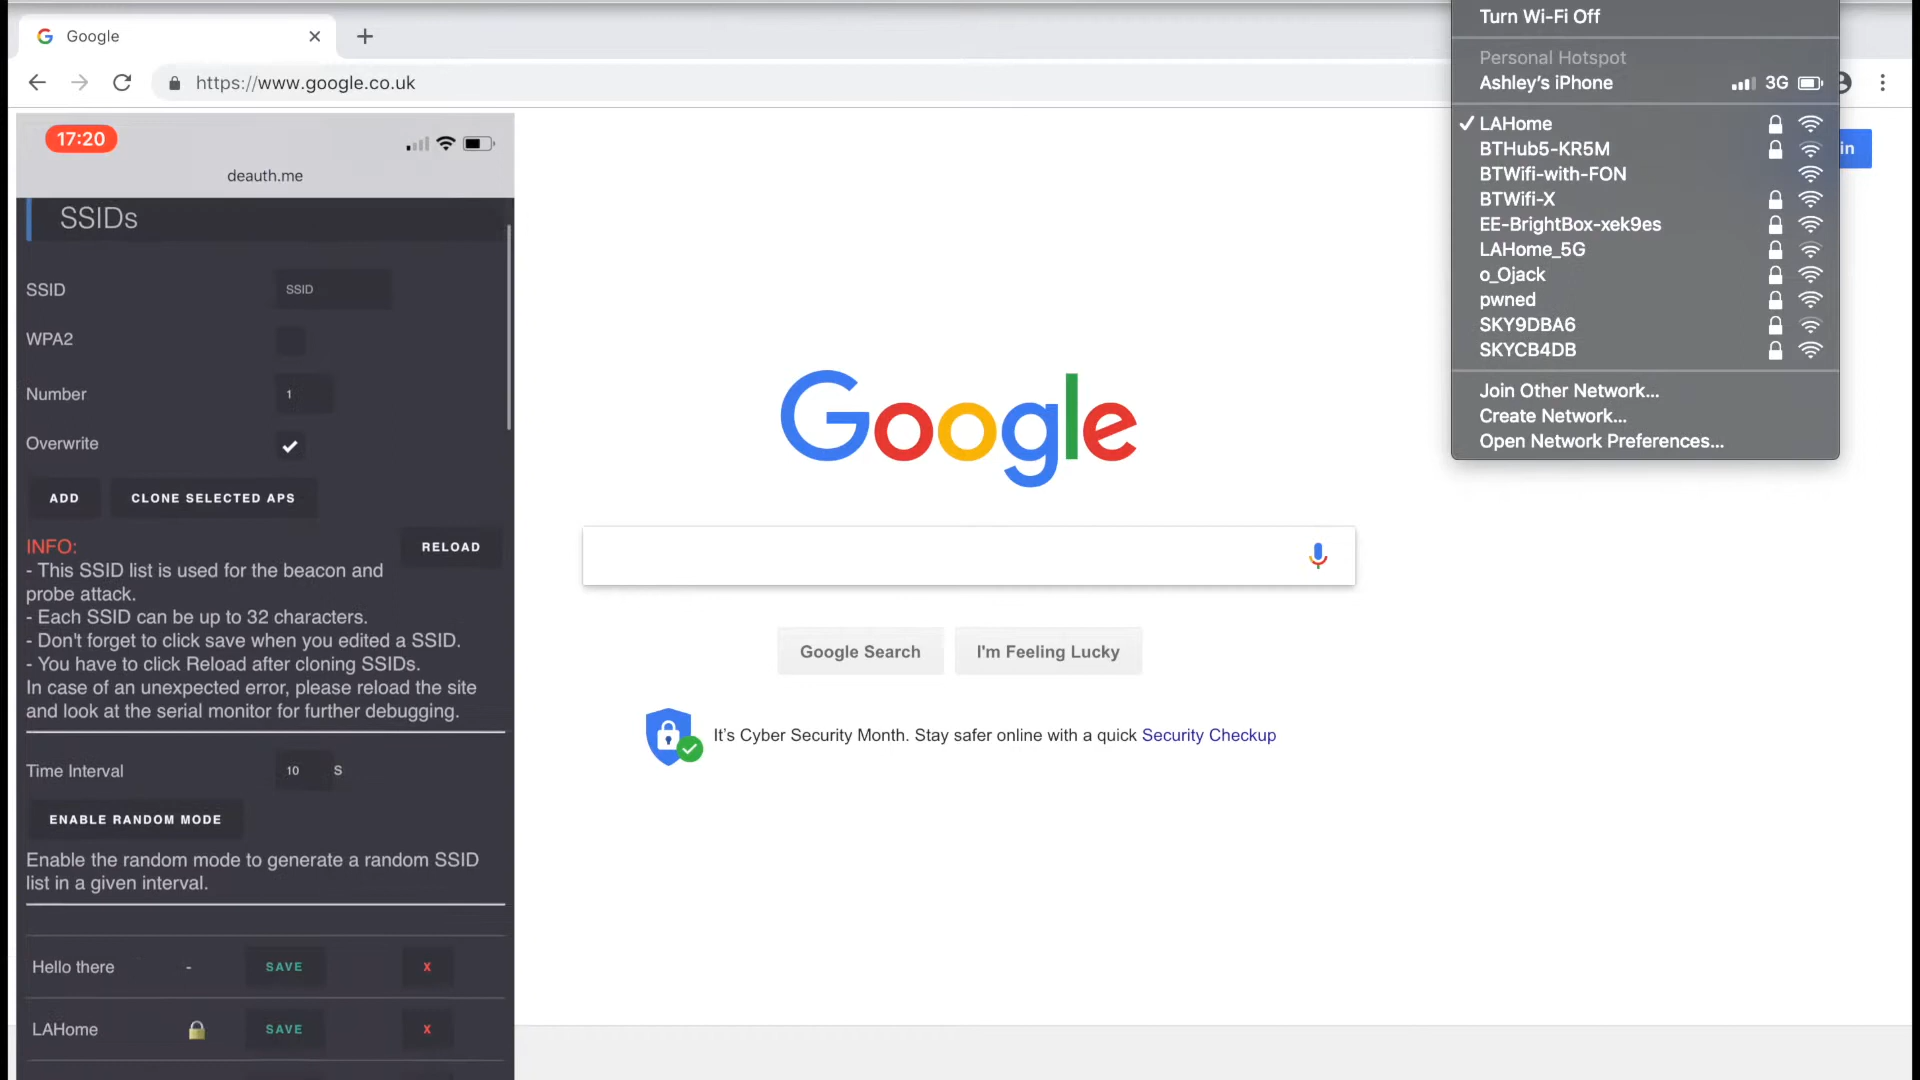 Google
https://www.google.co.uk
17:20
deauth.me
SSIDs
SSID SSID
WPA2
Number 1
Overwrite
ADD CLONE SELECTED APS
INFO:
RELOAD
- This SSID list is used for the beacon and
probe attack.
- Each SSID can be up to 32 characters.
- Don't forget to click save when you edited a SSID.
- You have to click Reload after cloning SSIDs.
In case of an unexpected error, please reload the site
and look at the serial monitor for further debugging.
Time Interval 10 S
ENABLE RANDOM MODE
Enable the random mode to generate a random SSID
list in a given interval.
Hello there - SAVE X
LAHome SAVE X
Google
Google Search I'm Feeling Lucky
It's Cyber Security Month. Stay safer online with a quick Security Checkup
Turn Wi-Fi Off
Personal Hotspot
Ashley's iPhone 3G
LAHome
BTHub5-KR5M
BTWifi-with-FON
BTWifi-X
EE-BrightBox-xek9es
LAHome_5G
o_Ojack
pwned
SKY9DBA6
SKYCB4DB
Join Other Network...
Create Network...
Open Network Preferences...
in